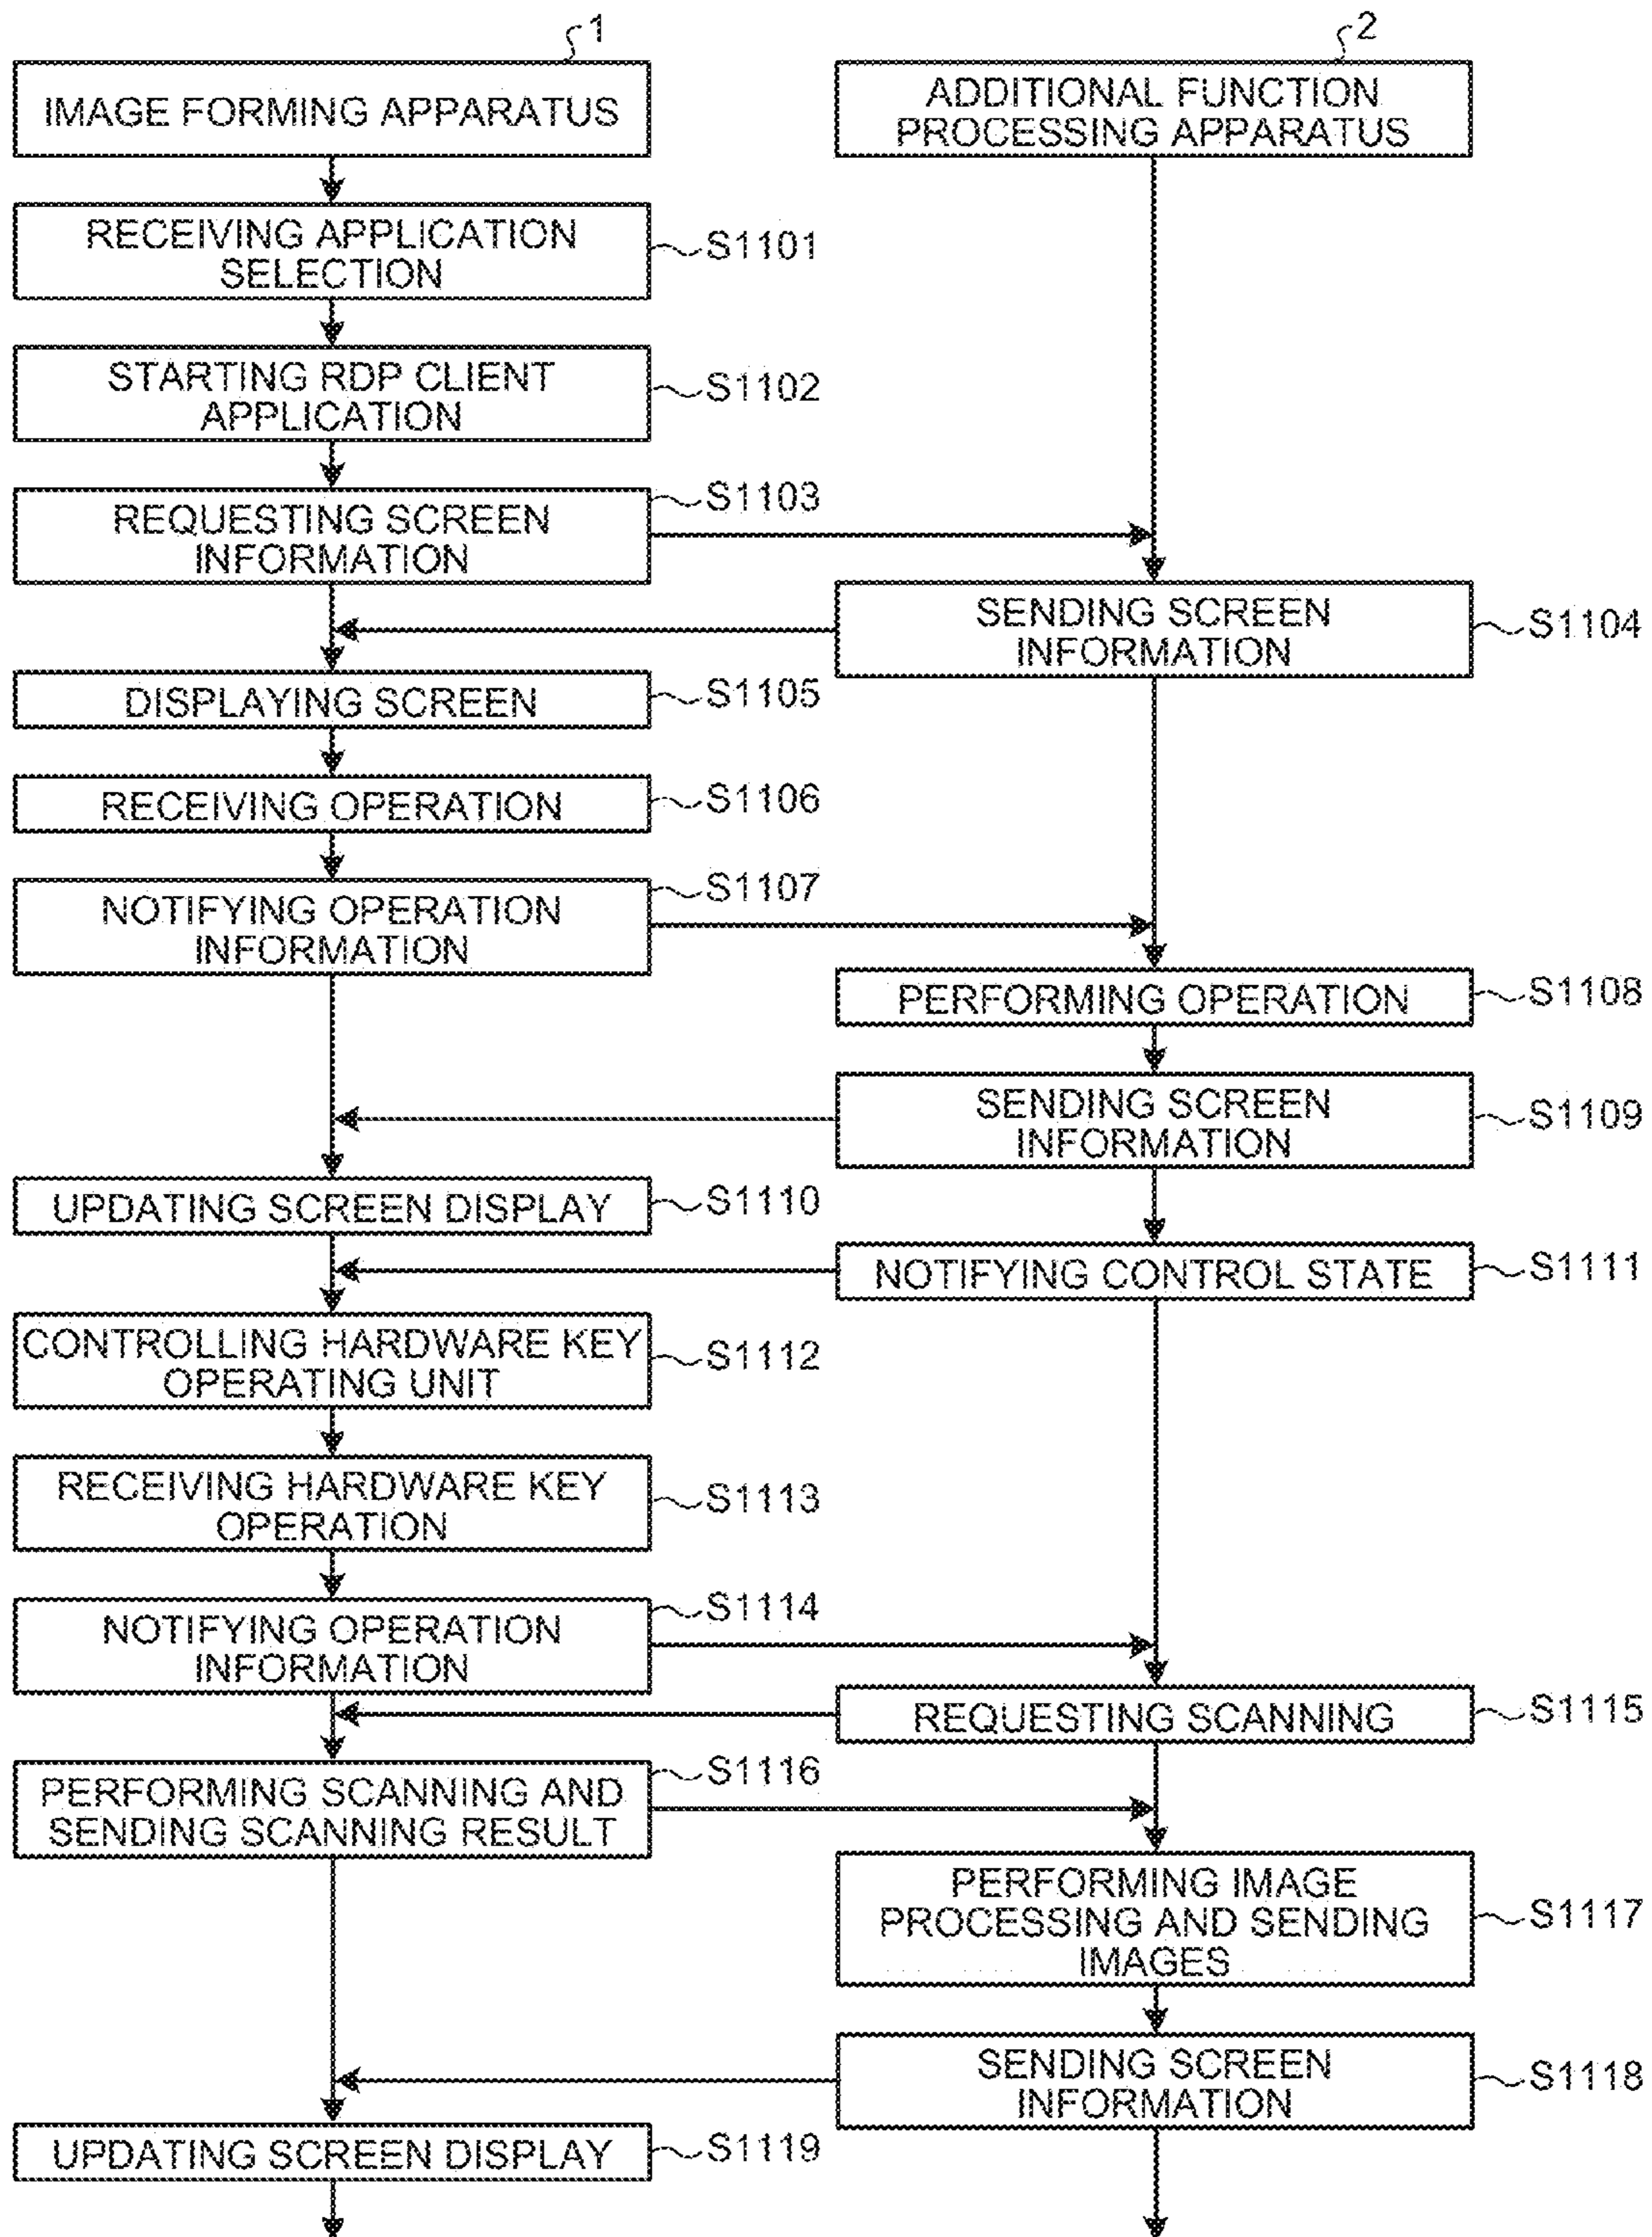 1
IMAGE FORMING APPARATUS
2
ADDITIONAL FUNCTION
PROCESSING APPARATUS
RECEIVING APPLICATION
SELECTION
S1101
STARTING RDP CLIENT
APPLICATION
S1102
REQUESTING SCREEN
INFORMATION
S1103
SENDING SCREEN
INFORMATION
S1104
DISPLAYING SCREEN
S1105
RECEIVING OPERATION
S1106
NOTIFYING OPERATION
INFORMATION
S1107
PERFORMING OPERATION
S1108
SENDING SCREEN
INFORMATION
S1109
UPDATING SCREEN DISPLAY
S1110
NOTIFYING CONTROL STATE
S1111
CONTROLLING HARDWARE KEY
OPERATING UNIT
S1112
RECEIVING HARDWARE KEY
OPERATION
S1113
NOTIFYING OPERATION
INFORMATION
S1114
REQUESTING SCANNING
S1115
PERFORMING SCANNING AND
SENDING SCANNING RESULT
S1116
PERFORMING IMAGE
PROCESSING AND SENDING
IMAGES
S1117
SENDING SCREEN
INFORMATION
S1118
UPDATING SCREEN DISPLAY
S1119